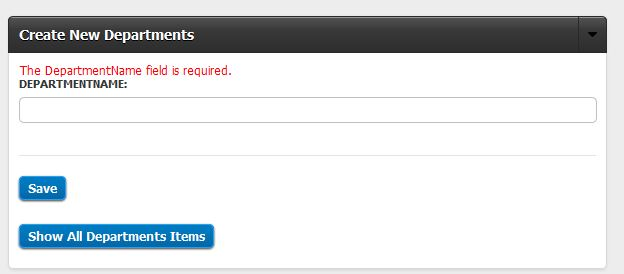 Create New Departments
The DepartmentName field is required.
DEPARTMENTNAME:
Save
Show All Departments Items